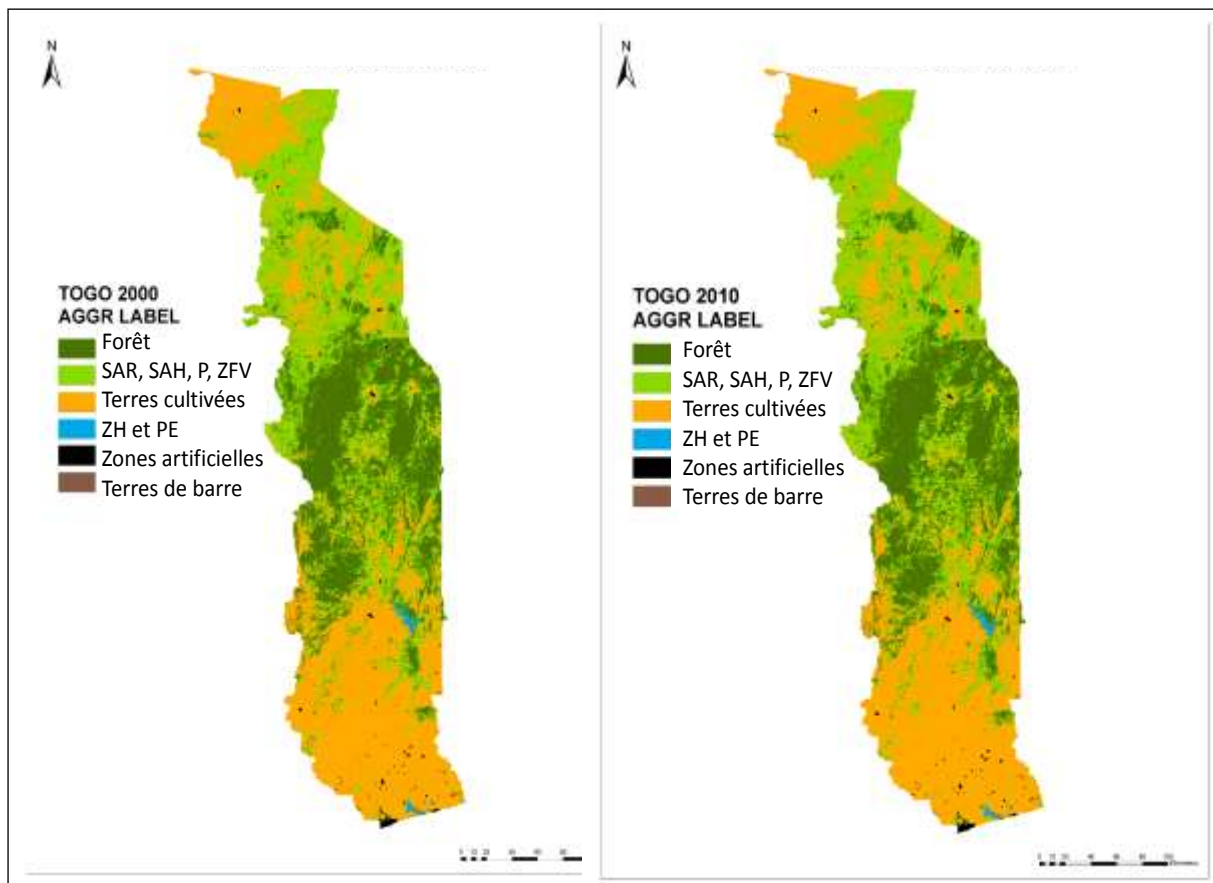 N
TOGO 2000
AGGR LABEL
Forêt
SAR, SAH, P, ZFV
Terres cultivées
ZH et PE
Zones artificielles
Terres de barre
N
TOGO 2010
AGGR LABEL
Forêt
SAR, SAH, P, ZFV
Terres cultivées
ZH et PE
Zones artificielles
Terres de barre